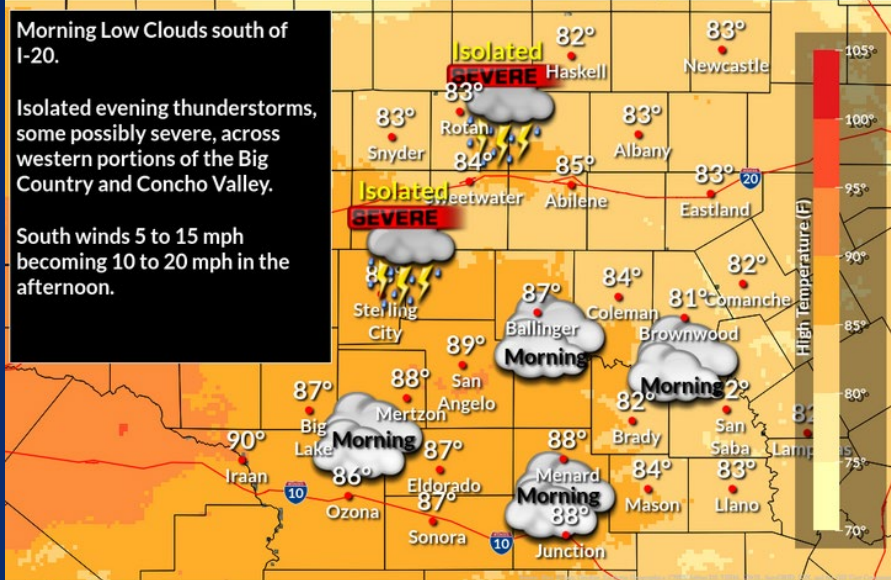 Morning Low Clouds south of
I-20.
Isolated evening thunderstorms,
some possibly severe, across
western portions of the Big
Country and Concho Valley.
South winds 5 to 15 mph
becoming 10 to 20 mph in the
afternoon.
Isolated
SEVERE
82°
Haskell
83°
Newcastle
83°
Snyder
83°
Rotan
83°
Albany
84°
Sweetwater
85°
Abilene
83°
Eastland
20
Isolated
SEVERE
Sterling
City
87°
Ballinger
Morning
84°
Coleman
82°
Comanche
81°
Brownwood
Morning
89°
San
Angelo
88°
Mertzon
87°
Big
Lake
Morning
90°
Iraan
86°
Ozona
87°
Eldorado
87°
Sonora
88°
Menard
Morning
88°
Junction
82°
Brady
82°
San
Saba
84°
Mason
83°
Llano
Lampasas
10
10
High Temperature (F)
105°
100°
95°
90°
85°
80°
75°
70°